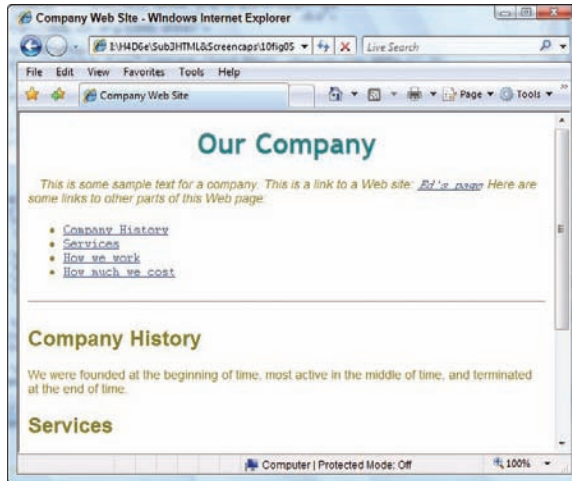 Company Web Site - Windows Internet Explorer
I:\H4D6e\Sub3HTML&Screencaps\10fig05
Live Search
File Edit View Favorites Tools Help
Company Web Site
Page Tools
Our Company
This is some sample text for a company. This is a link to a Web site: Ed's page Here are
some links to other parts of this Web page:
Company History
Services
How we work
How much we cost
Company History
We were founded at the beginning of time, most active in the middle of time, and terminated
at the end of time.
Services
Computer | Protected Mode: Off
100%